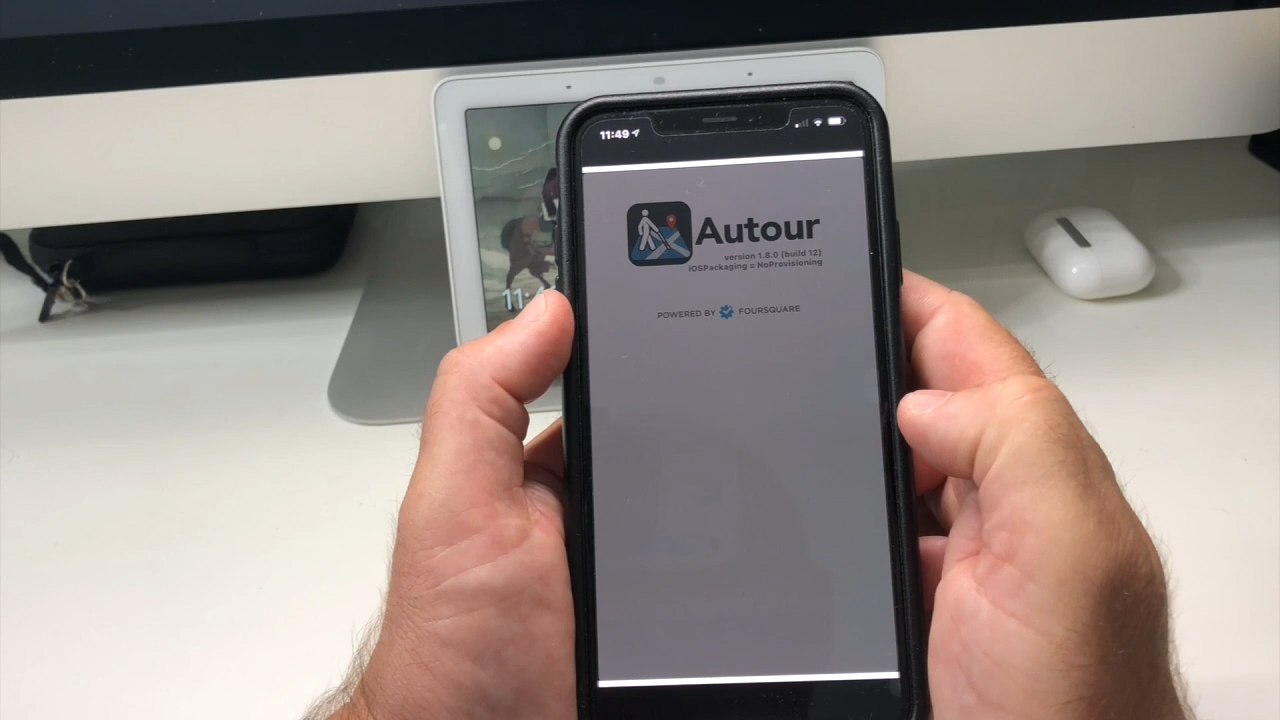 11:49
Autour
version 1.8.0 (build 12)
iOSPackaging = NoProvisioning
POWERED BY FOURSQUARE